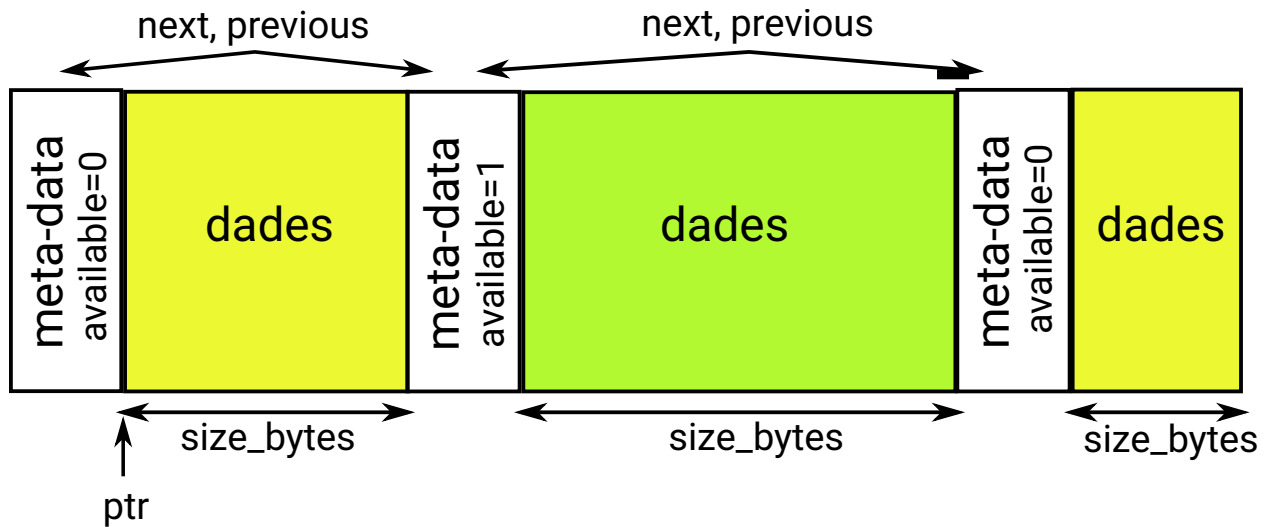 next, previous
next, previous
meta-data
available=0
dades
meta-data
available=1
dades
meta-data
available=0
dades
size_bytes
size_bytes
size_bytes
ptr